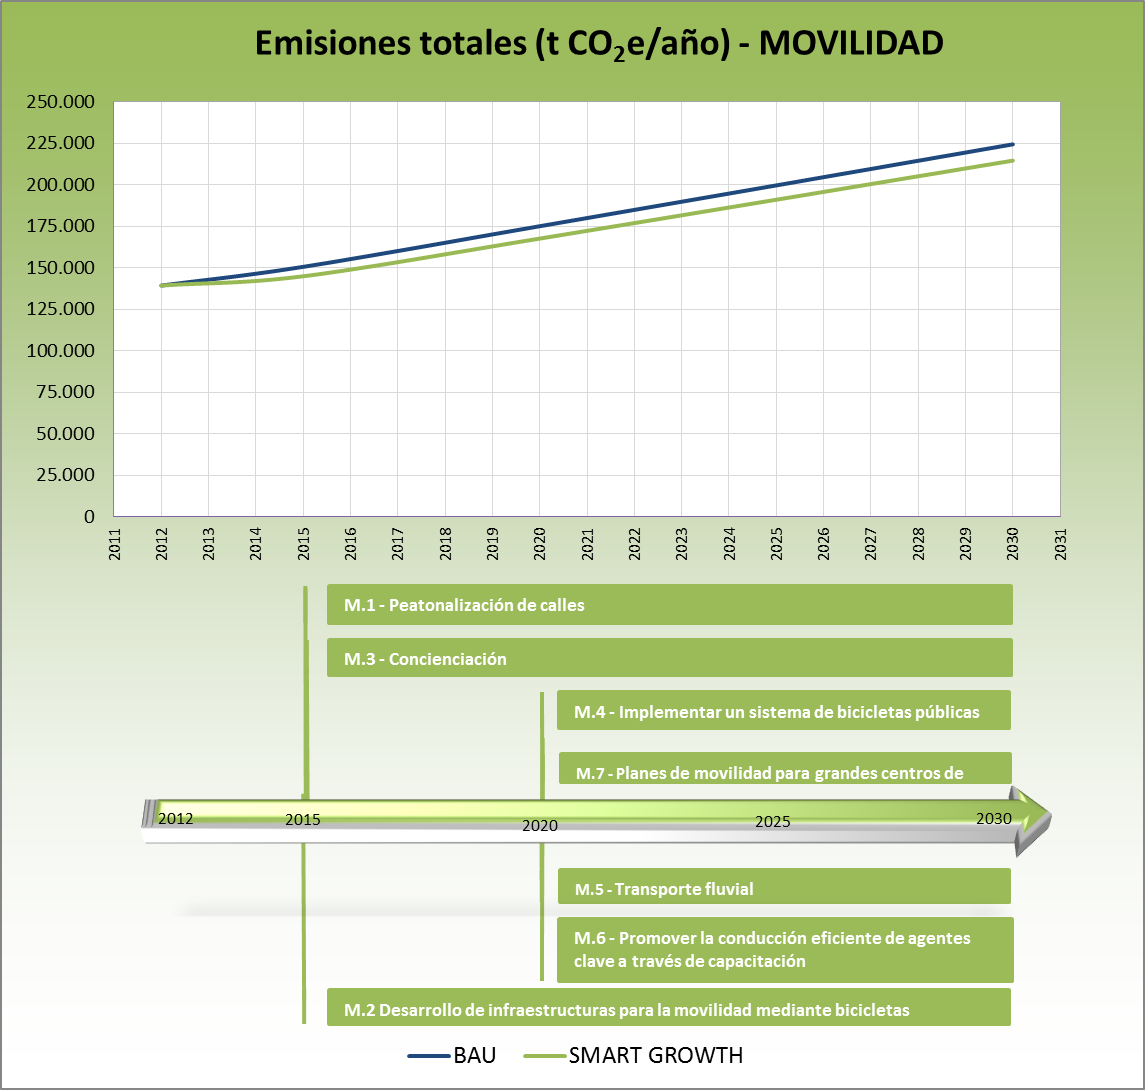 Emisiones totales (t CO₂e/año) - MOVILIDAD
250.000
225.000
200.000
175.000
150.000
125.000
100.000
75.000
50.000
25.000
0
2011 2012 2013 2014 2015 2016 2017 2018 2019 2020 2021 2022 2023 2024 2025 2026 2027 2028 2029 2030 2031
M.1 - Peatonalización de calles
M.3 - Concienciación
M.4 - Implementar un sistema de bicicletas públicas
M.7 - Planes de movilidad para grandes centros de
2012 2015 2020 2025 2030
M.5 - Transporte fluvial
M.6 - Promover la conducción eficiente de agentes
clave a través de capacitación
M.2 Desarrollo de infraestructuras para la movilidad mediante bicicletas
BAU SMART GROWTH